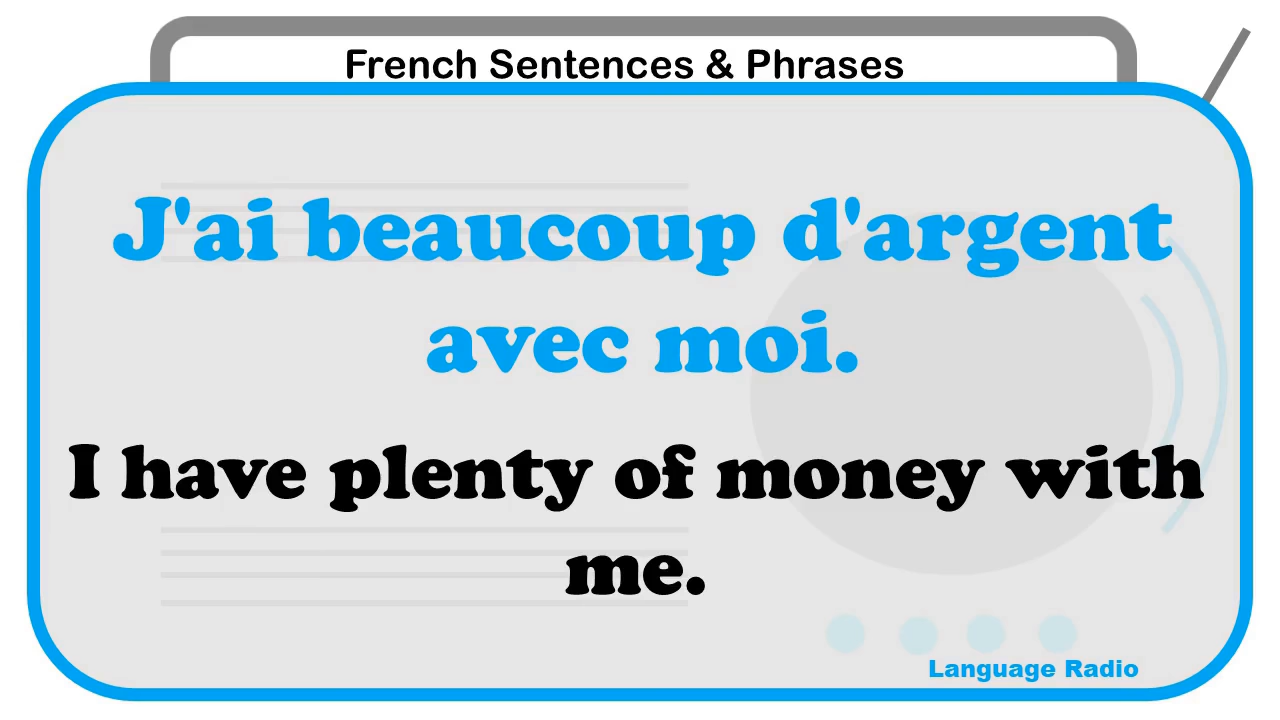 French Sentences & Phrases
J'ai beaucoup d'argent
avec moi.
I have plenty of money with
me.
Language Radio